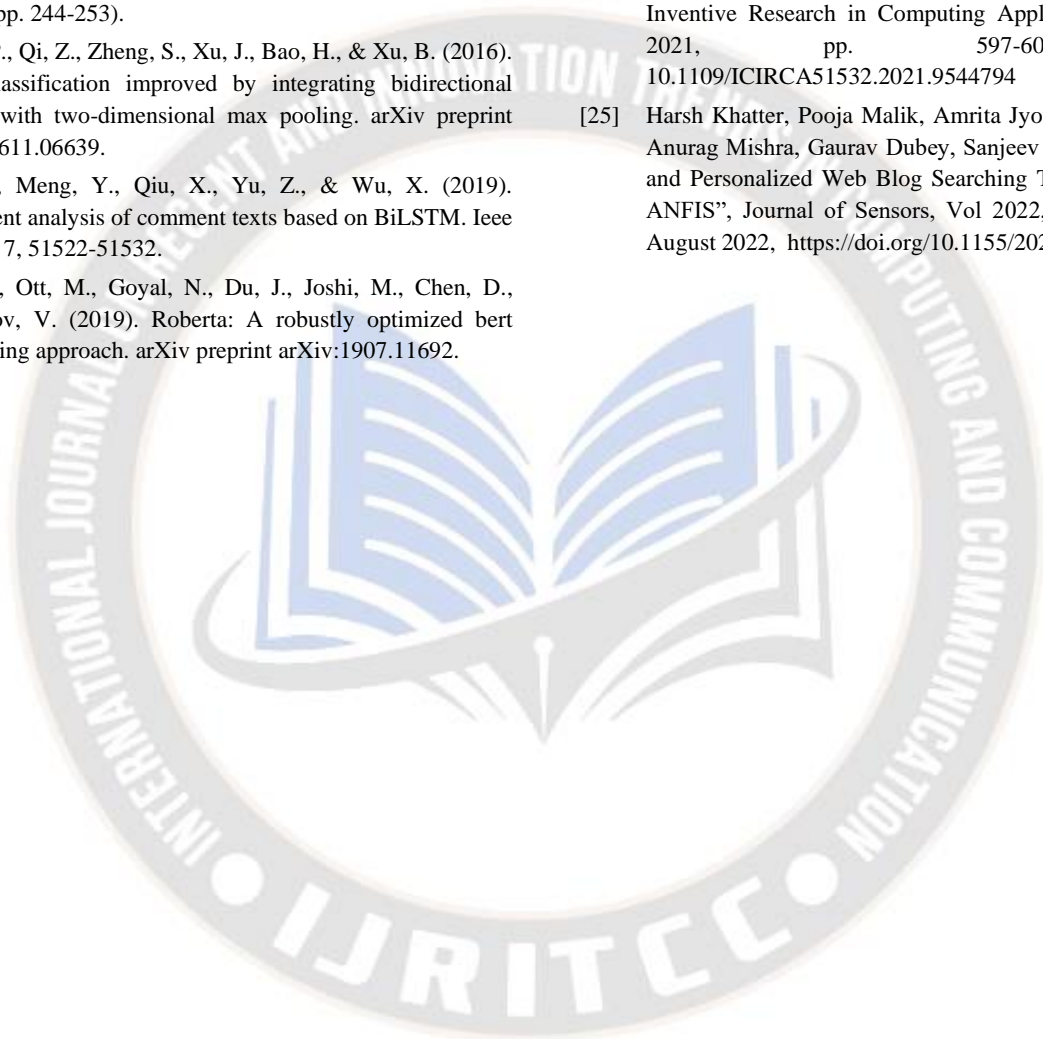 pp. 244-253).
Qi, Z., Zheng, S., Xu, J., Bao, H., & Xu, B. (2016).
improved by integrating bidirectional
with two-dimensional max pooling. arXiv preprint
611.06639.
Meng, Y., Qiu, X., Yu, Z., & Wu, X. (2019).
analysis of comment texts based on BiLSTM. Ieee
7, 51522-51532.
Ott, M., Goyal, N., Du, J., Joshi, M., Chen, D.,
V. (2019). Roberta: A robustly optimized bert
approach. arXiv preprint arXiv:1907.11692.
Inventive Research in Computing Appl
2021, pp. 597-60
10.1109/ICIRCA51532.2021.9544794
[25] Harsh Khatter, Pooja Malik, Amrita Jyo
Anurag Mishra, Gaurav Dubey, Sanjeev
and Personalized Web Blog Searching
ANFIS”, Journal of Sensors, Vol 2022,
August 2022, https://doi.org/10.1155/202
INTERNATIONAL JOURNAL ON RECENT AND INNOVATION TRENDS IN COMPUTING AND COMMUNICATION
IJRITCC